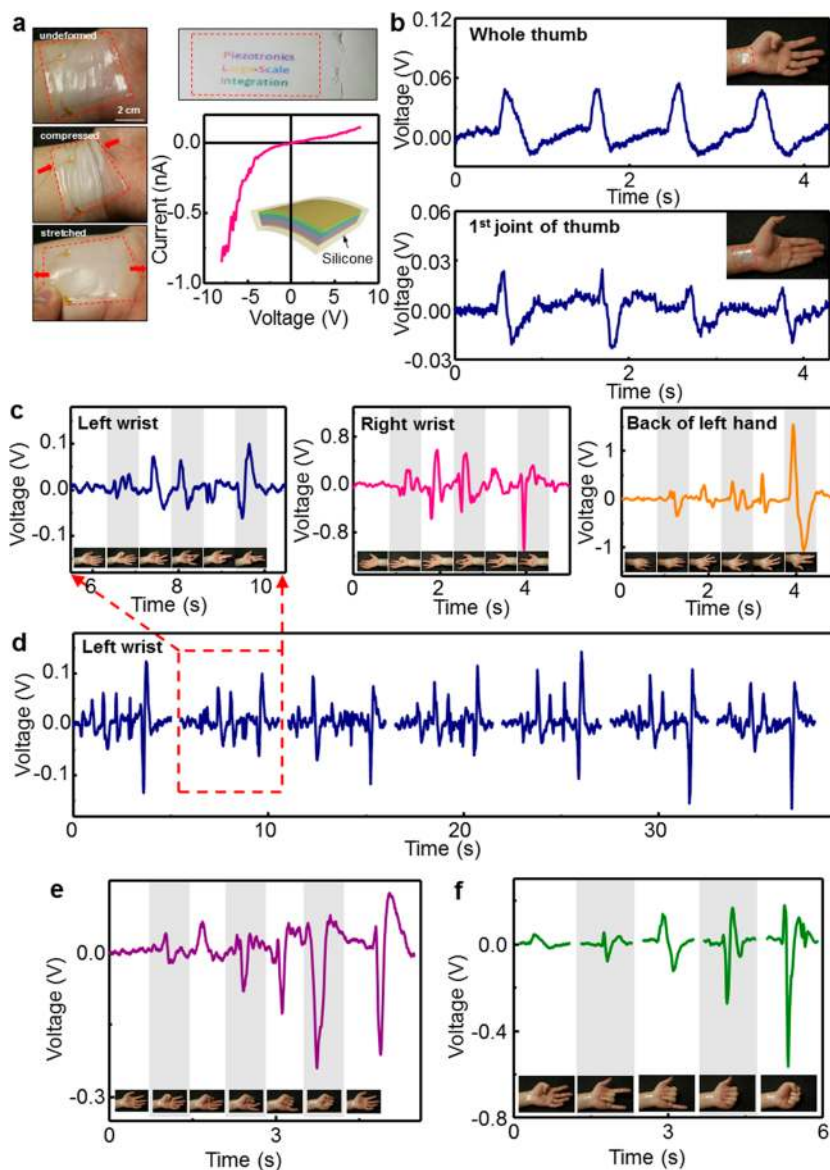 a
undeformed
2 cm
compressed
stretched
Piezotronics
Scale
Integration
Current (nA)
0.0
-0.5
-1.0
Silicone
-10 -5 0 5 10
Voltage (V)
b
Whole thumb
Voltage (V)
0.12
0.06
0.00
0 2 4
Time (s)
1st joint of thumb
Voltage (V)
0.06
0.03
0.00
-0.03
0 2 4
Time (s)
c
Left wrist
Voltage (V)
0.1
0.0
-0.1
6 8 10
Time (s)
Right wrist
Voltage (V)
0.8
0.0
-0.8
0 2 4
Time (s)
Back of left hand
Voltage (V)
1
0
-1
0 2 4
Time (s)
d
Left wrist
Voltage (V)
0.1
0.0
-0.1
0 10 20 30
Time (s)
e
Voltage (V)
0.0
-0.3
0 3
Time (s)
f
Voltage (V)
0.0
-0.4
-0.8
0 2 3 5 6
Time (s)